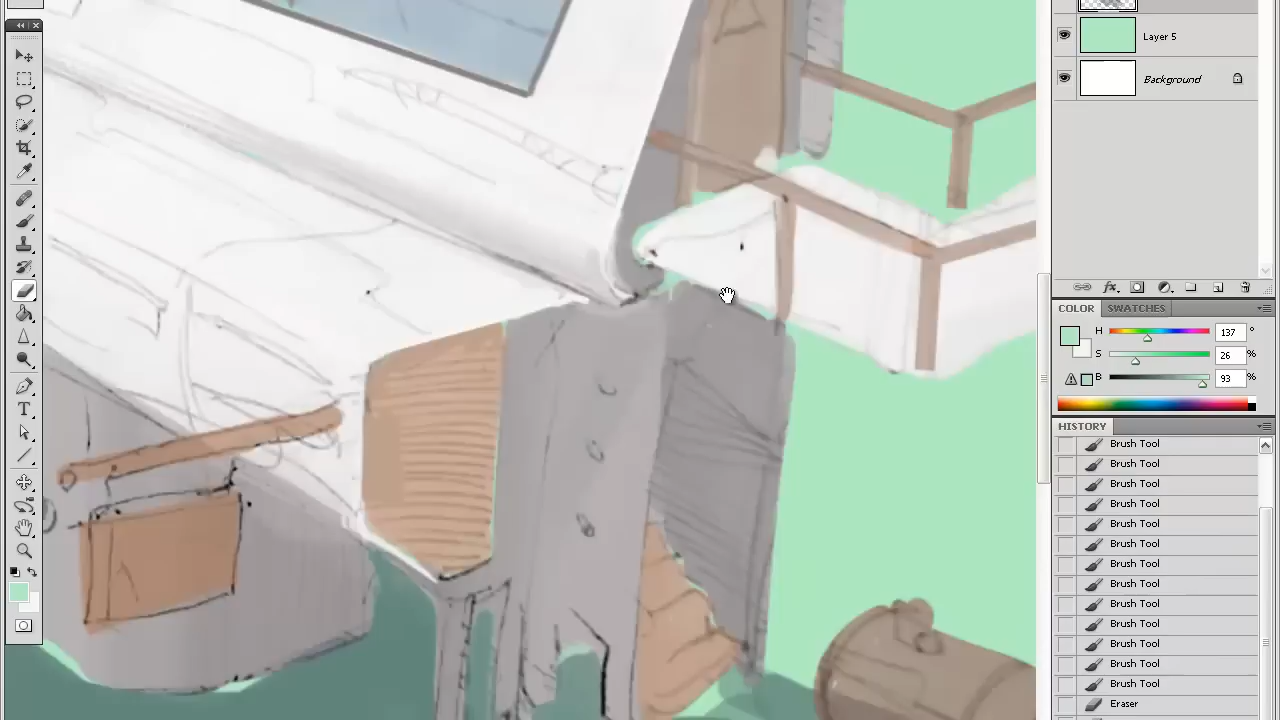 Layer 5
Background
fx
COLOR
SWATCHES
H
137
°
S
26
%
B
93
%
HISTORY
Brush Tool
Brush Tool
Brush Tool
Brush Tool
Brush Tool
Brush Tool
Brush Tool
Brush Tool
Brush Tool
Brush Tool
Brush Tool
Brush Tool
Brush Tool
Eraser
T